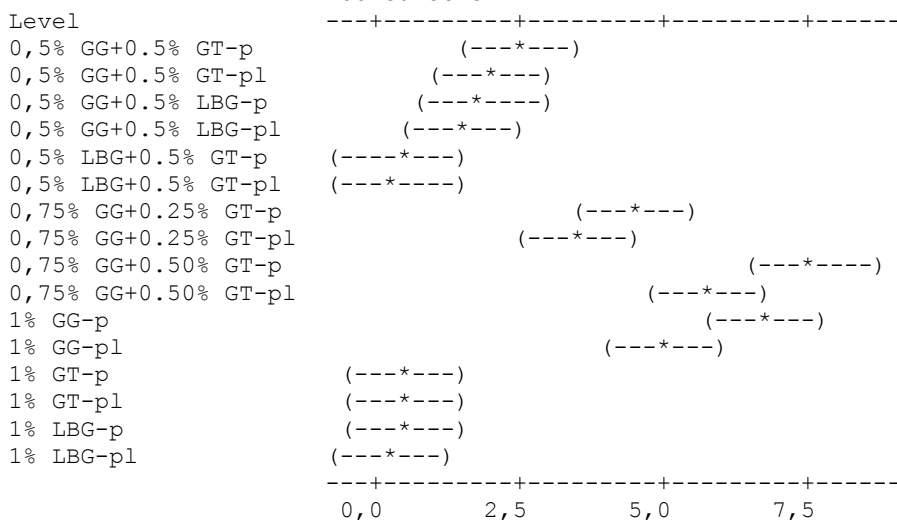 Level                      ---+---------+---------+---------+------
0,5% GG+0.5% GT-p                   (---*---)
0,5% GG+0.5% GT-pl                (---*---)
0,5% GG+0.5% LBG-p               (---*----)
0,5% GG+0.5% LBG-pl             (---*---)
0,5% LBG+0.5% GT-p         (----*---)
0,5% LBG+0.5% GT-pl        (---*----)
0,75% GG+0.25% GT-p                         (---*---)
0,75% GG+0.25% GT-pl                    (---*---)
0,75% GG+0.50% GT-p                                     (---*----)
0,75% GG+0.50% GT-pl                             (---*---)
1% GG-p                                              (---*---)
1% GG-pl                                      (---*---)
1% GT-p                     (---*---)
1% GT-pl                    (---*---)
1% LBG-p                    (---*---)
1% LBG-pl                  (---*---)
                           ---+---------+---------+---------+------
                            0,0       2,5       5,0       7,5